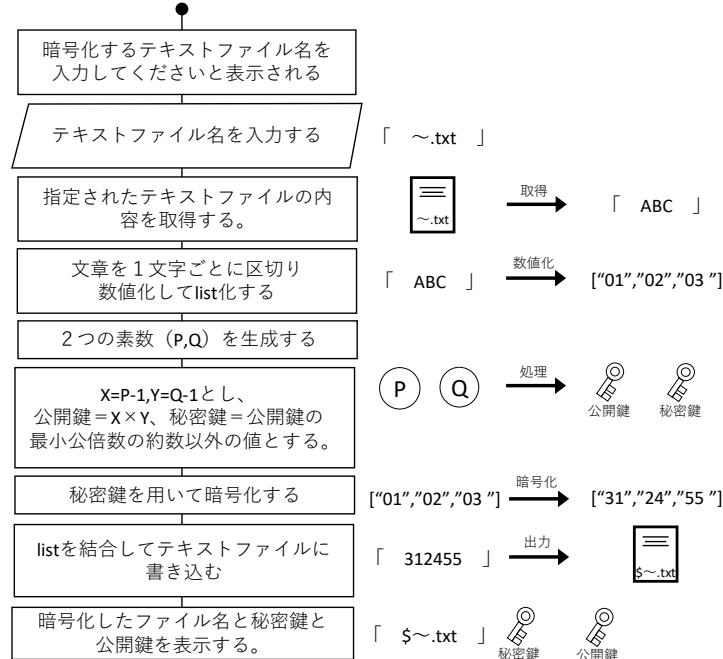 暗号化するテキストファイル名を
入力してくださいと表示される
テキストファイル名を入力する
「　～.txt　」
指定されたテキストファイルの内
容を取得する。
～.txt
取得
「　ABC　」
文章を１文字ごとに区切り
数値化してlist化する
「　ABC　」
数値化
["01","02","03 "]
２つの素数（P,Q）を生成する
X=P-1,Y=Q-1とし、
公開鍵＝X×Y、秘密鍵＝公開鍵の
最小公倍数の約数以外の値とする。
P
Q
処理
公開鍵
秘密鍵
秘密鍵を用いて暗号化する
["01","02","03 "]
暗号化
["31","24","55 "]
listを結合してテキストファイルに
書き込む
「　312455　」
出力
$～.txt
暗号化したファイル名と秘密鍵と
公開鍵を表示する。
「　$～.txt　」
秘密鍵
公開鍵